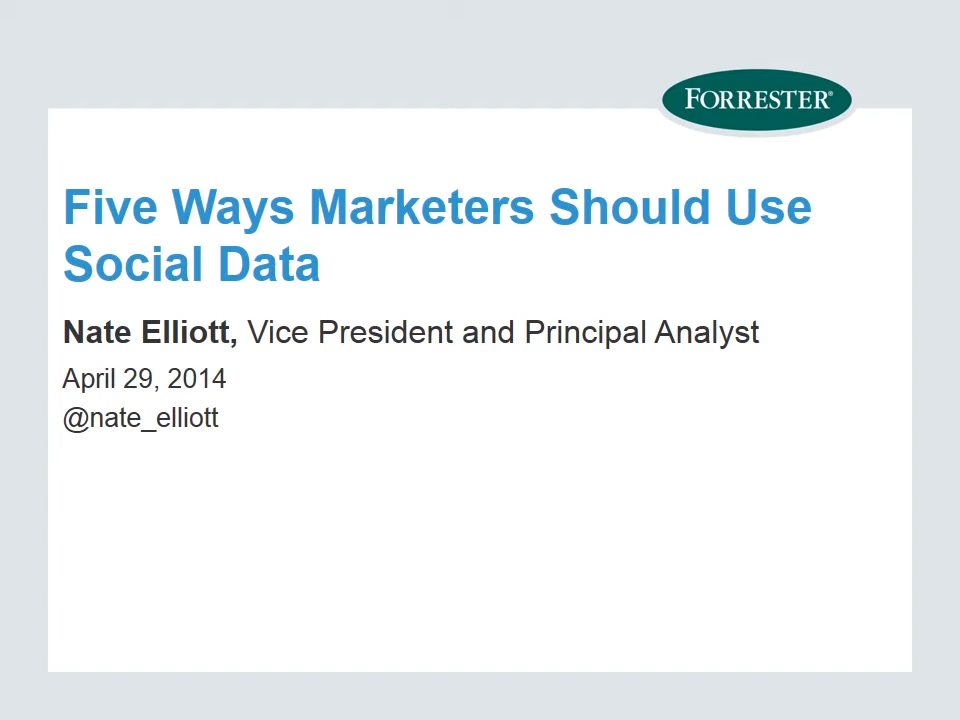 FORRESTER®
Five Ways Marketers Should Use
Social Data
Nate Elliott, Vice President and Principal Analyst
April 29, 2014
@nate_elliott